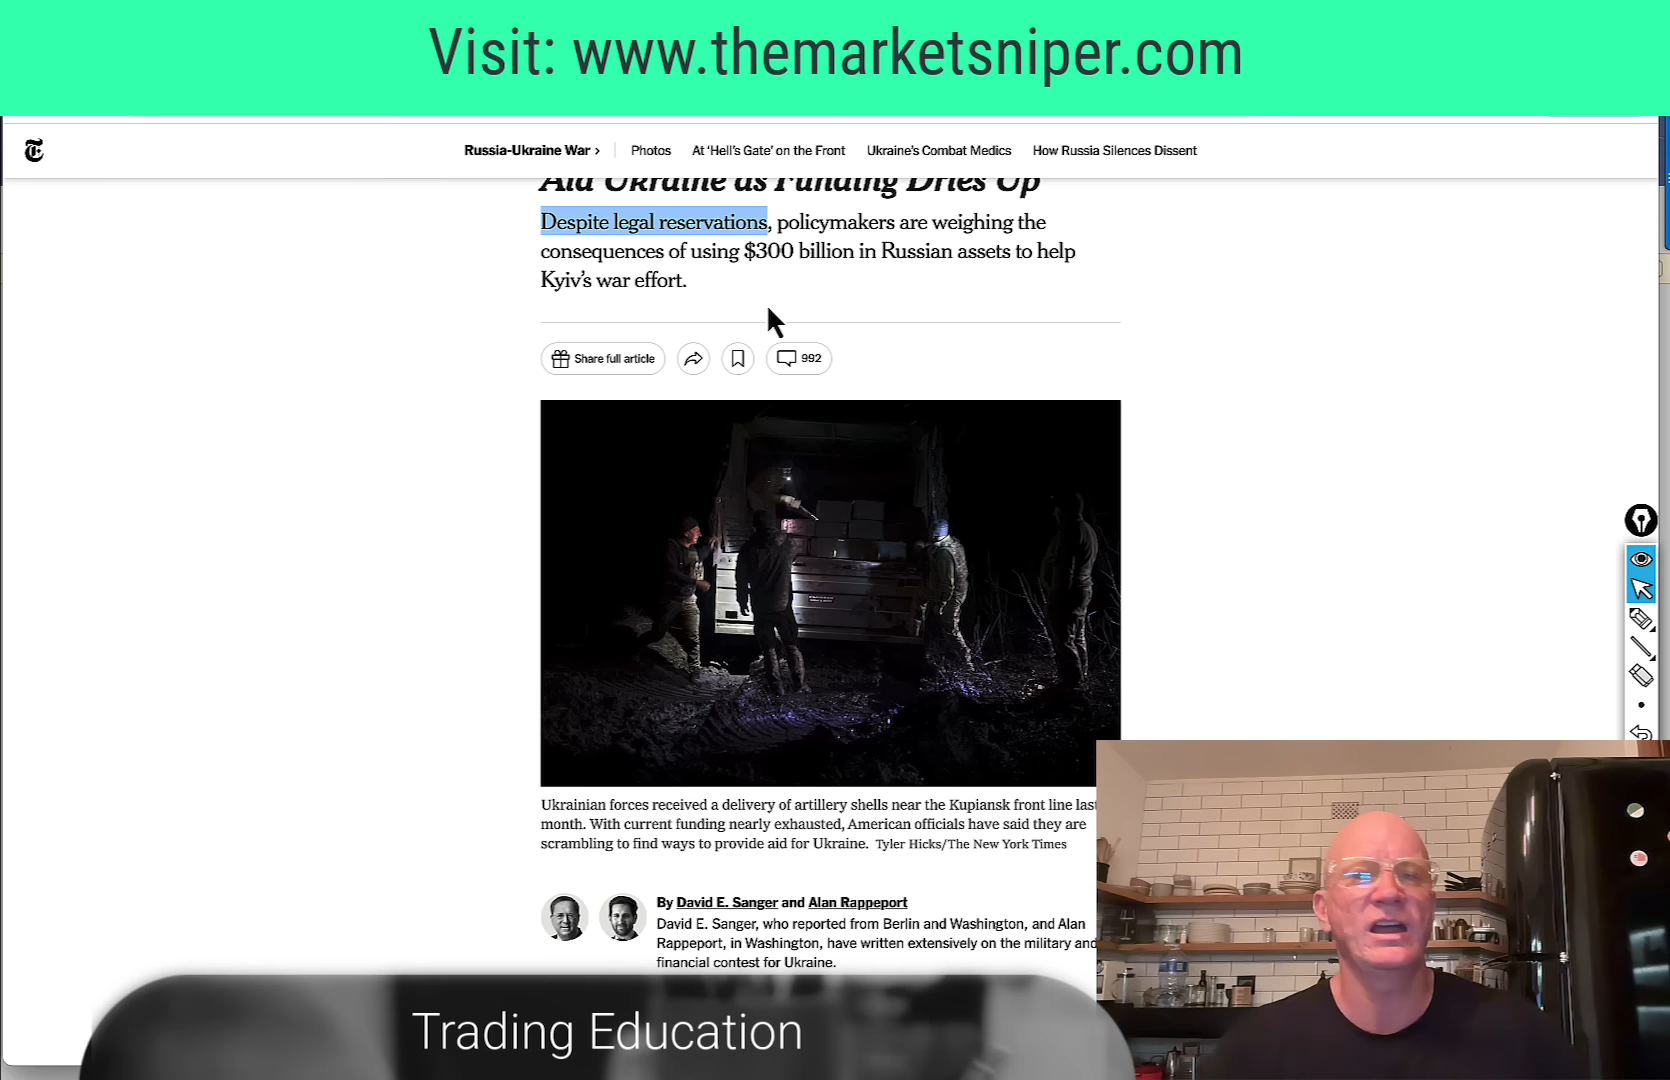 Visit: www.themarketsniper.com
Russia-Ukraine War >
Photos
At ‘Hell’s Gate’ on the Front
Ukraine’s Combat Medics
How Russia Silences Dissent
Aid Ukraine as Funding Dries Up
Despite legal reservations, policymakers are weighing the
consequences of using $300 billion in Russian assets to help
Kyiv’s war effort.
Share full article
992
Ukrainian forces received a delivery of artillery shells near the Kupiansk front line las
month. With current funding nearly exhausted, American officials have said they are
scrambling to find ways to provide aid for Ukraine. Tyler Hicks/The New York Times
By David E. Sanger and Alan Rappeport
David E. Sanger, who reported from Berlin and Washington, and Alan
Rappeport, in Washington, have written extensively on the military and
financial contest for Ukraine.
Trading Education